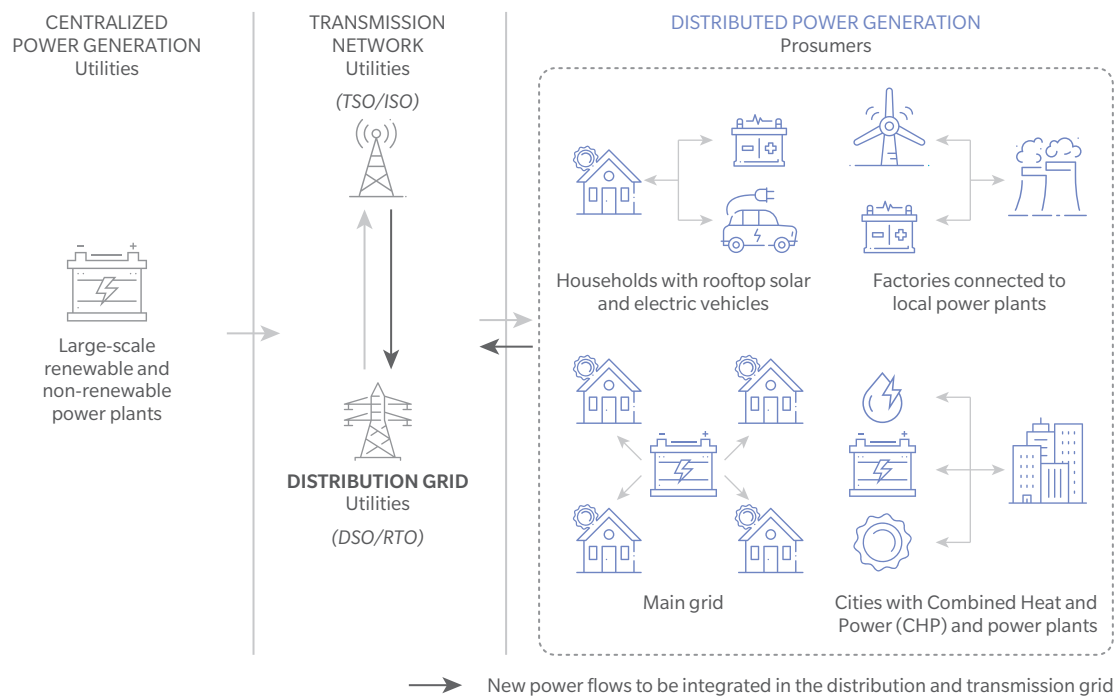 CENTRALIZED
POWER GENERATION
Utilities
Large-scale
renewable and
non-renewable
power plants
TRANSMISSION
NETWORK
Utilities
(TSO/ISO)
DISTRIBUTION GRID
Utilities
(DSO/RTO)
DISTRIBUTED POWER GENERATION
Prosumers
Households with rooftop solar
and electric vehicles
Factories connected to
local power plants
Main grid
Cities with Combined Heat and
Power (CHP) and power plants
New power flows to be integrated in the distribution and transmission grid